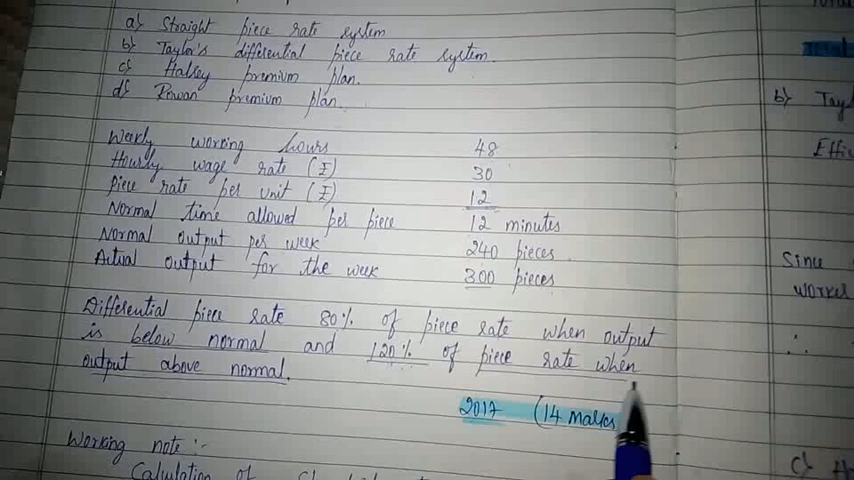 a) Straight piece rate system
b) Taylor's differential piece rate system.
c) Halsey premium plan.
d) Rowan premium plan.
Weekly working hours 48
Hourly wage rate (₹) 30
Piece rate per unit (₹) 12
Normal time allowed per piece 12 minutes
Normal output per week 240 pieces.
Actual output for the week 300 pieces
Differential piece rate 80% of piece rate when output
is below normal and 120% of piece rate when
output above normal.
2017 (14 marks
Working note :-
Calculation of
b) Tayl
Effi
Since
worker
∴
c) H